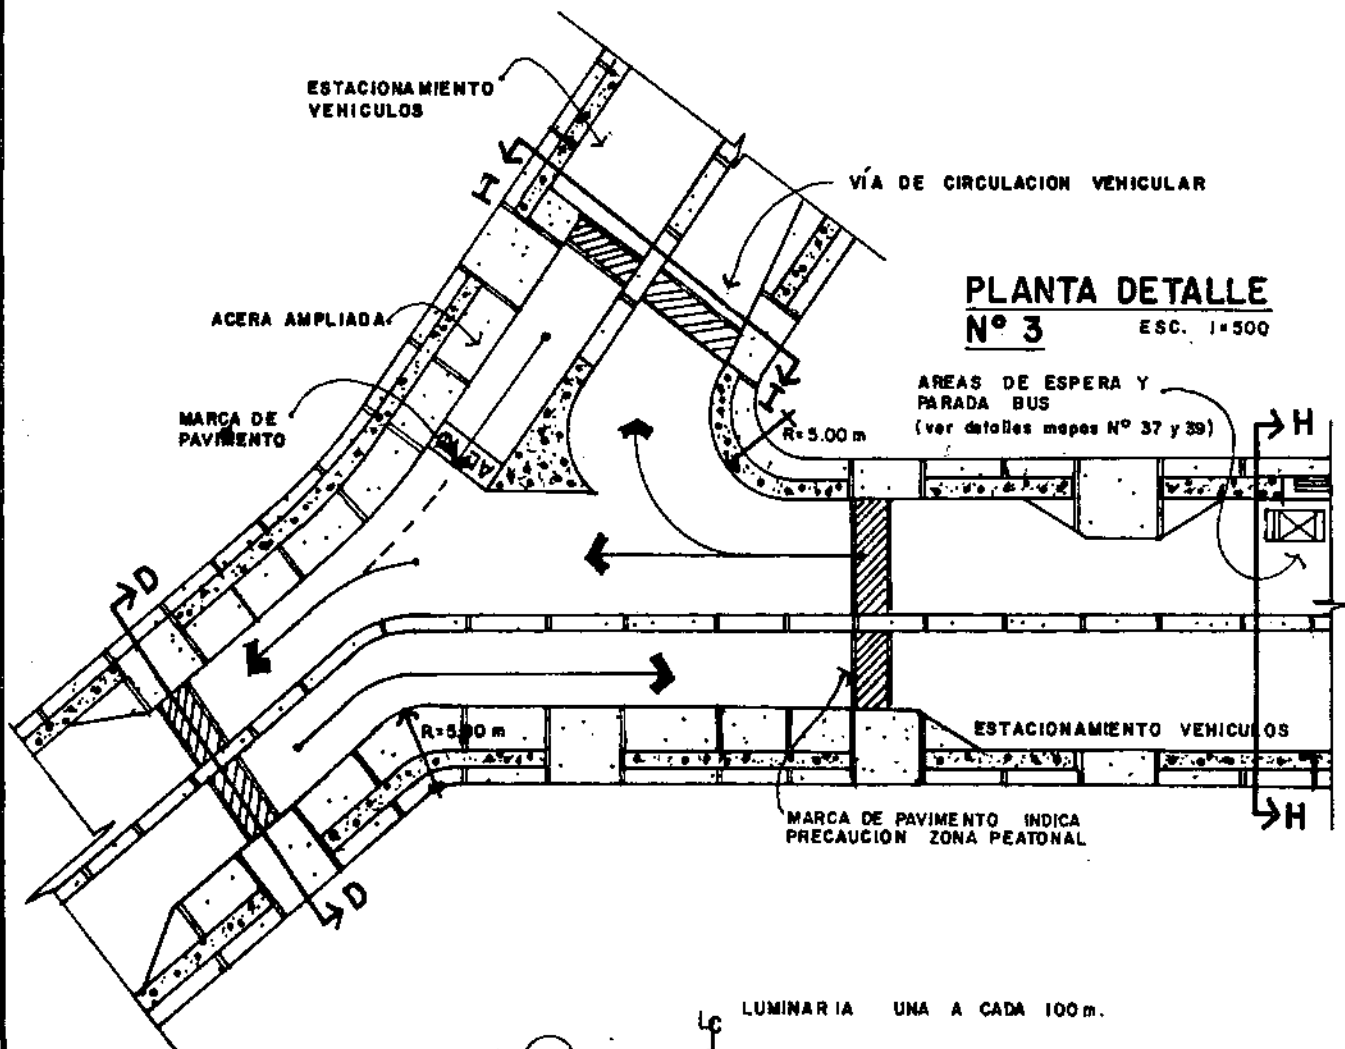 ESTACIONAMIENTO
VEHICULOS
VÍA DE CIRCULACION VEHICULAR
I
PLANTA DETALLE
Nº 3 ESC. 1=500
ACERA AMPLIADA
AREAS DE ESPERA Y
PARADA BUS
(ver detalles mapas Nº 37 y 39)
I
MARCA DE
PAVIMENTO
R=5.00 m
H
ALTO
D
R=5.00 m
ESTACIONAMIENTO VEHICULOS
MARCA DE PAVIMENTO INDICA
PRECAUCION ZONA PEATONAL
H
D
LUMINARIA UNA A CADA 100 m.